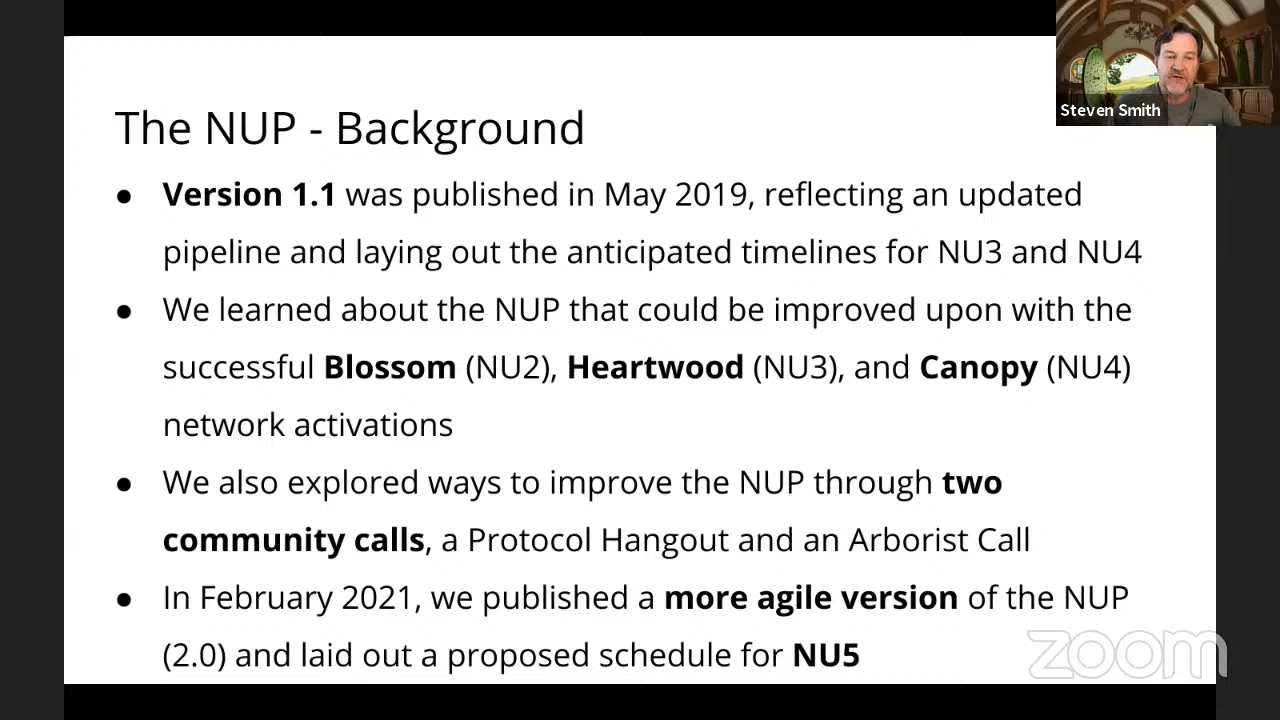 The NUP - Background
● Version 1.1 was published in May 2019, reflecting an updated
pipeline and laying out the anticipated timelines for NU3 and NU4
● We learned about the NUP that could be improved upon with the
successful Blossom (NU2), Heartwood (NU3), and Canopy (NU4)
network activations
● We also explored ways to improve the NUP through two
community calls, a Protocol Hangout and an Arborist Call
● In February 2021, we published a more agile version of the NUP
(2.0) and laid out a proposed schedule for NU5
Steven Smith
zoom